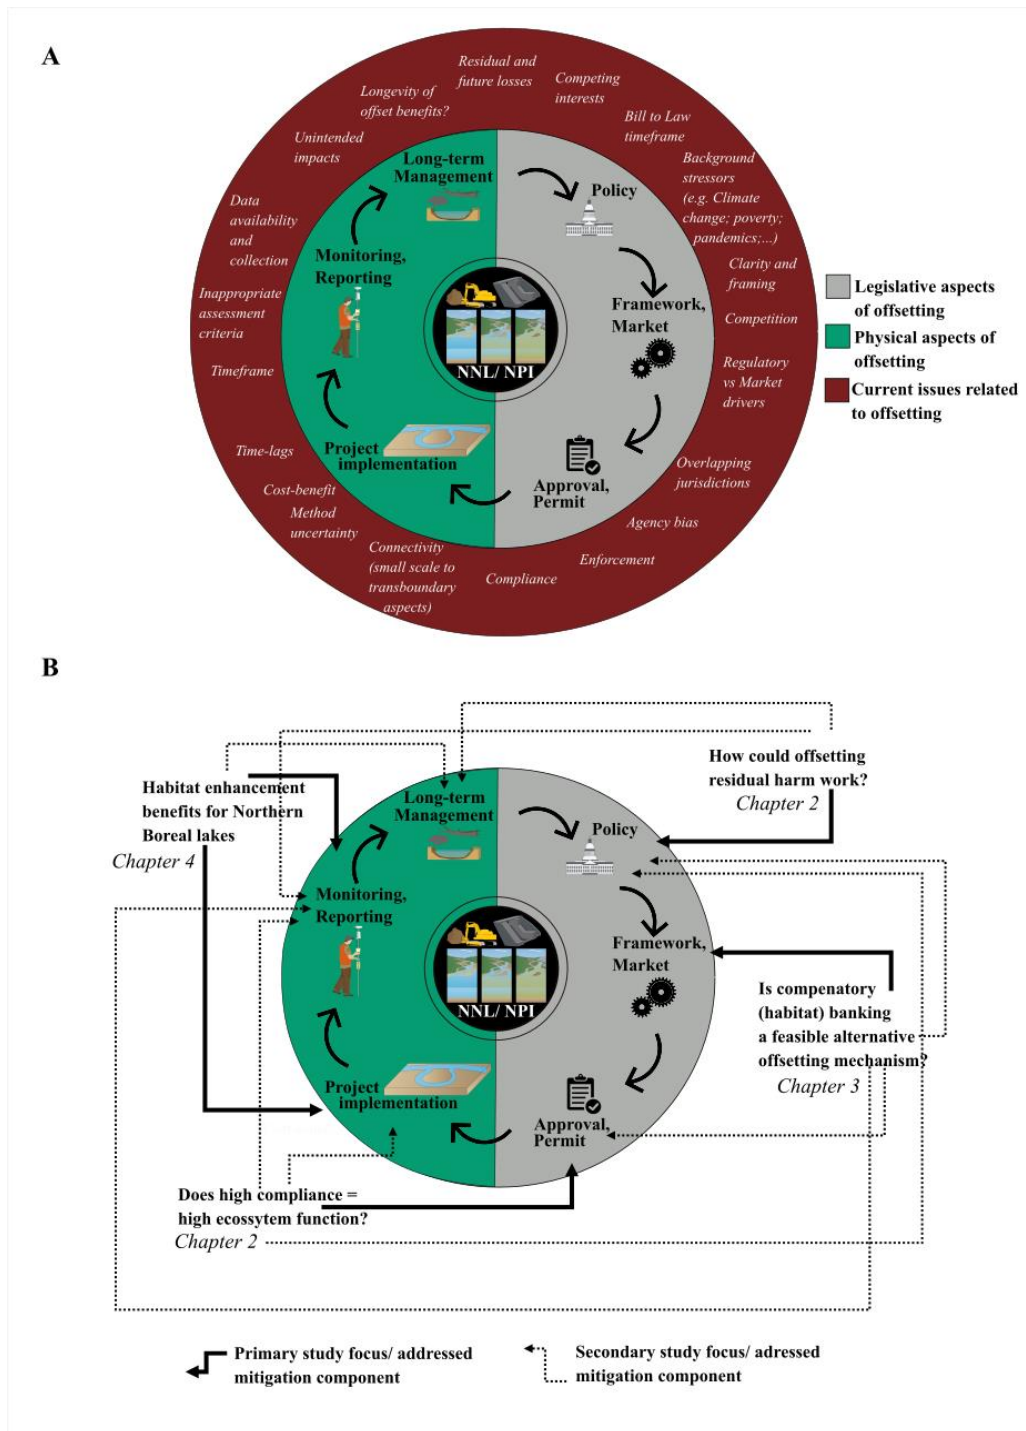 A
Residual and
future losses
Competing
interests
Longevity of
offset benefits?
Bill to Law
timeframe
Unintended
impacts
Background
stressors
(e.g. Climate
change; poverty;
pandemics;...)
Long-term
Management
Policy
Data
availability
and
collection
Monitoring,
Reporting
Clarity and
framing
Legislative aspects
of offsetting
Inappropriate
assessment
criteria
Framework,
Market
Competition
Physical aspects of
offsetting
NNL/ NPI
Timeframe
Regulatory
vs Market
drivers
Current issues related
to offsetting
Time-lags
Project
implementation
Overlapping
jurisdictions
Cost-benefit
Method
uncertainty
Approval,
Permit
Agency bias
Connectivity
(small scale to
transboundary
aspects)
Compliance
Enforcement
B
How could offsetting
residual harm work?
Chapter 2
Habitat enhancement
benefits for Northern
Boreal lakes
Chapter 4
Long-term
Management
Policy
Monitoring,
Reporting
Framework,
Market
NNL/ NPI
Is compenatory
(habitat) banking
a feasible alternative
offsetting mechanism?
Chapter 3
Project
implementation
Approval,
Permit
Does high compliance =
high ecossytem function?
Chapter 2
Primary study focus/ addressed
mitigation component
Secondary study focus/ adressed
mitigation component